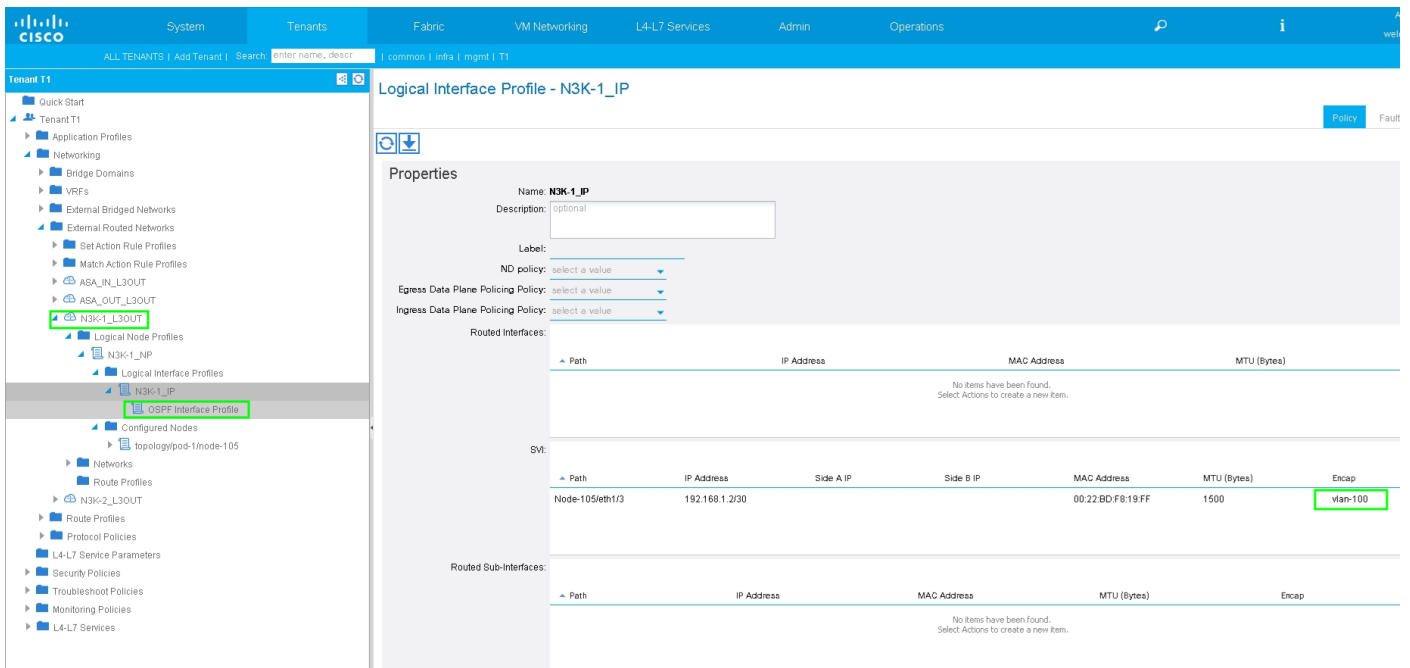 cisco
System Tenants Fabric VM Networking L4-L7 Services Admin Operations i
wel
ALL TENANTS | Add Tenant | Search: enter name, descr | common | infra | mgmt | T1
Tenant T1
Quick Start
Tenant T1
Application Profiles
Networking
Bridge Domains
VRFs
External Bridged Networks
External Routed Networks
Set Action Rule Profiles
Match Action Rule Profiles
ASA_IN_L3OUT
ASA_OUT_L3OUT
N3K-1_L3OUT
Logical Node Profiles
N3K-1_NP
Logical Interface Profiles
N3K-1_IP
OSPF Interface Profile
Configured Nodes
topology/pod-1/node-105
Networks
Route Profiles
N3K-2_L3OUT
Route Profiles
Protocol Policies
L4-L7 Service Parameters
Security Policies
Troubleshoot Policies
Monitoring Policies
L4-L7 Services
Logical Interface Profile - N3K-1_IP
Policy Fault
Properties
Name: N3K-1_IP
Description: optional
Label:
ND policy: select a value
Egress Data Plane Policing Policy: select a value
Ingress Data Plane Policing Policy: select a value
Routed Interfaces:
Path IP Address MAC Address MTU (Bytes)
No items have been found.
Select Actions to create a new item.
SVI:
Path IP Address Side A IP Side B IP MAC Address MTU (Bytes) Encap
Node-105/eth1/3 192.168.1.2/30 00:22:BD:F8:19:FF 1500 vlan-100
Routed Sub-Interfaces:
Path IP Address MAC Address MTU (Bytes) Encap
No items have been found.
Select Actions to create a new item.